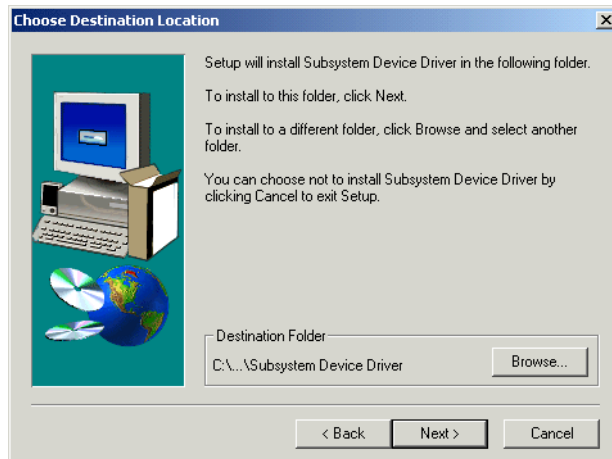 Choose Destination Location
Setup will install Subsystem Device Driver in the following folder.
To install to this folder, click Next.
To install to a different folder, click Browse and select another
folder.
You can choose not to install Subsystem Device Driver by
clicking Cancel to exit Setup.
Destination Folder
C:\...\Subsystem Device Driver
Browse...
< Back
Next >
Cancel